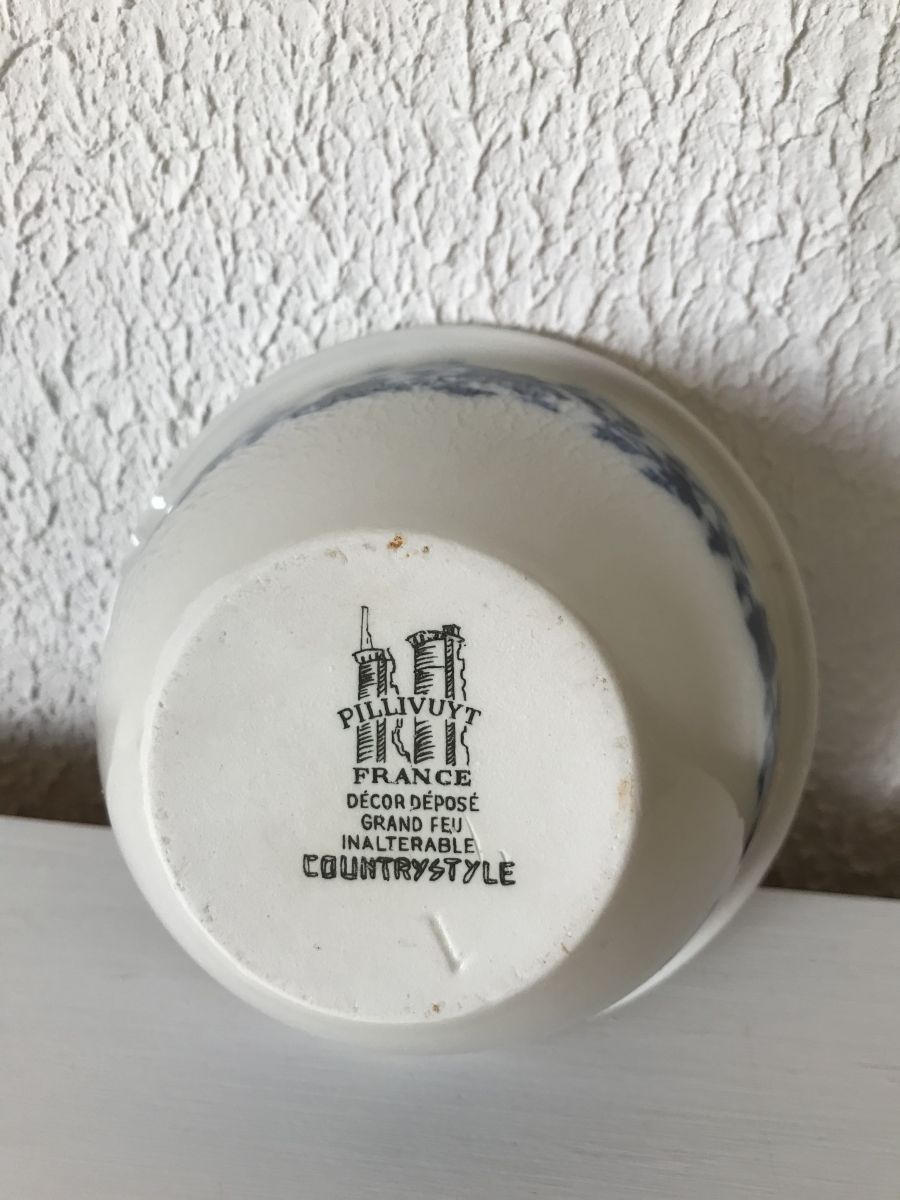 PILLIVUYT
FRANCE
DÉCOR DÉPOSÉ
GRAND FEU
INALTERABLE
COUNTRYSTYLE